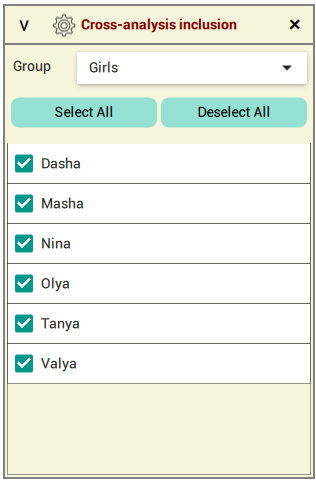 V Cross-analysis inclusion ×
Group Girls
Select All Deselect All
Dasha
Masha
Nina
Olya
Tanya
Valya